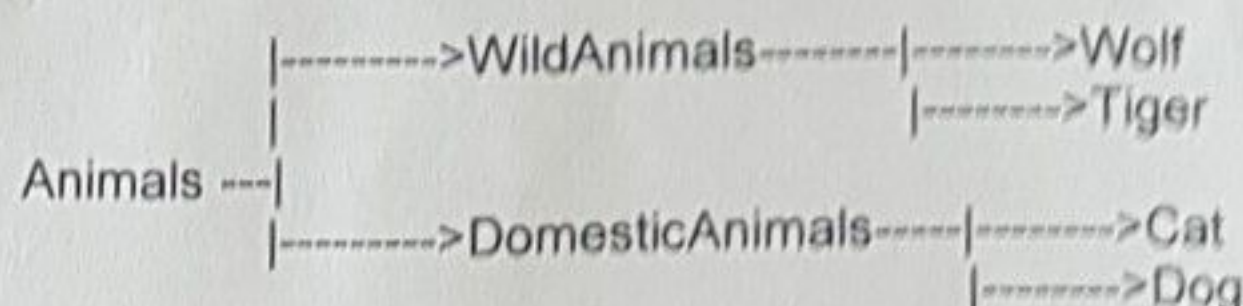 |--------->WildAnimals--------|-------->Wolf
| |-------->Tiger
Animals ---|
|--------->DomesticAnimals-----|-------->Cat
|-------->Dog